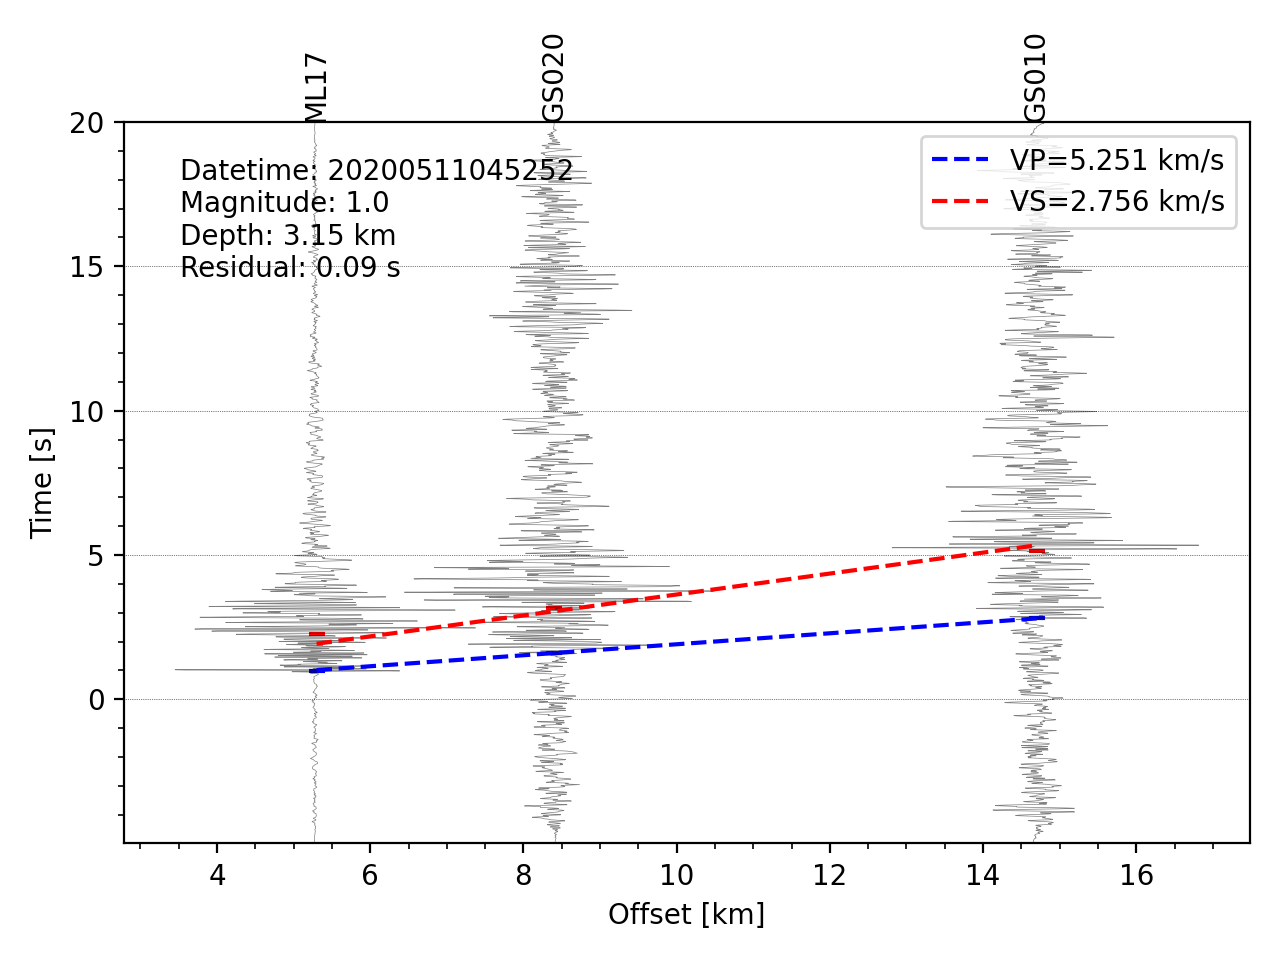 ML17
GS020
GS010
Datetime: 20200511045252
Magnitude: 1.0
Depth: 3.15 km
Residual: 0.09 s
VP=5.251 km/s
VS=2.756 km/s
20
15
10
5
0
Time [s]
4
6
8
10
12
14
16
Offset [km]